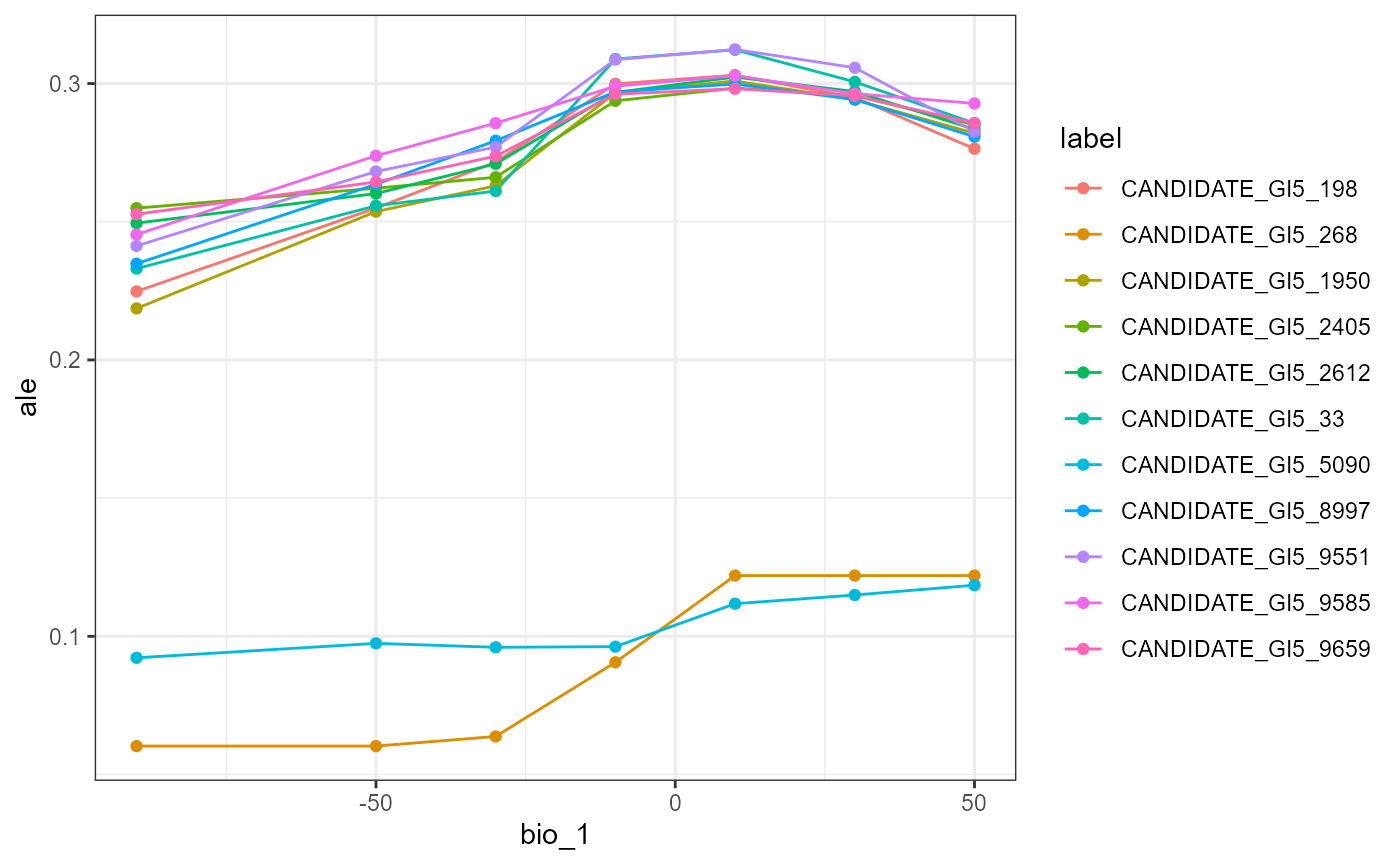 0.3
0.2
0.1
ale
-50
0
50
bio_1
label
CANDIDATE_GI5_198
CANDIDATE_GI5_268
CANDIDATE_GI5_1950
CANDIDATE_GI5_2405
CANDIDATE_GI5_2612
CANDIDATE_GI5_33
CANDIDATE_GI5_5090
CANDIDATE_GI5_8997
CANDIDATE_GI5_9551
CANDIDATE_GI5_9585
CANDIDATE_GI5_9659